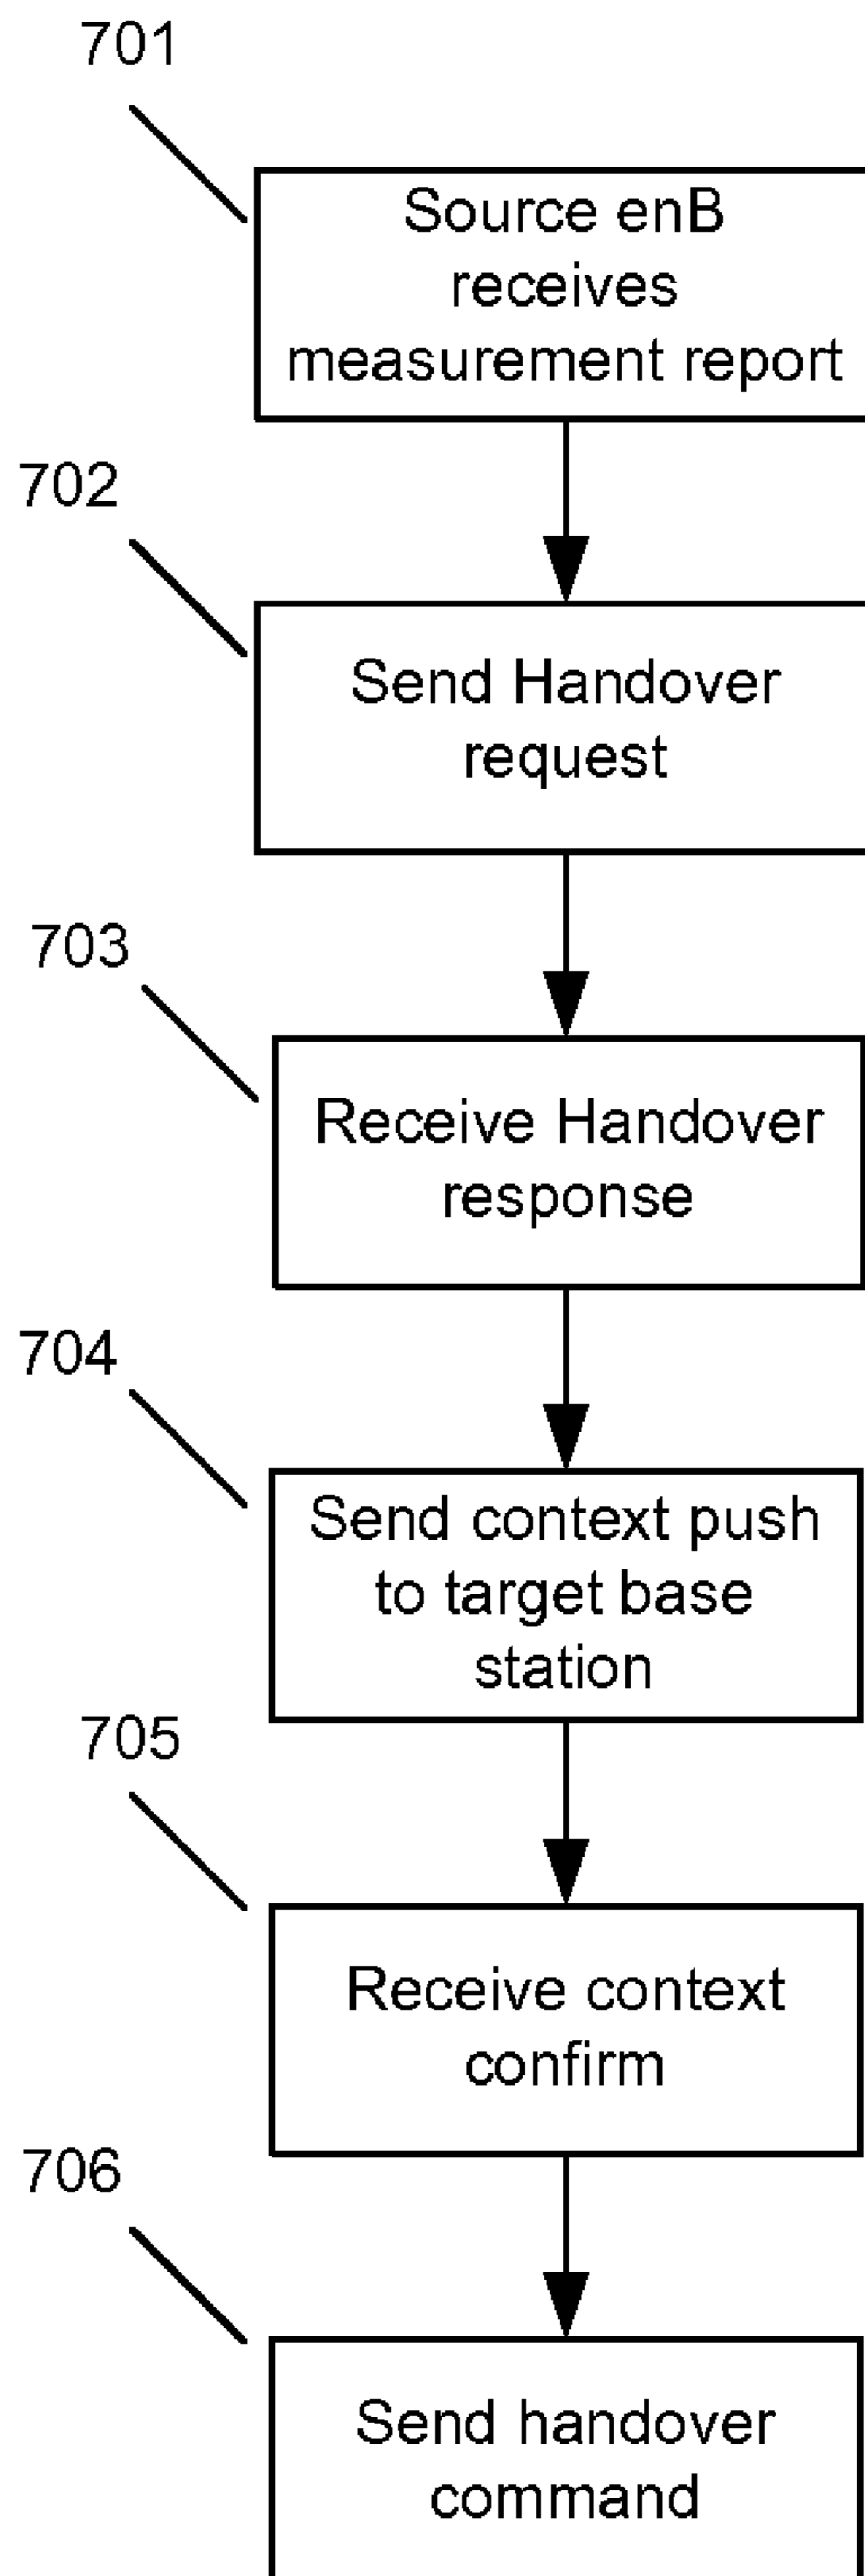 701
Source enB
receives
measurement report
702
Send Handover
request
703
Receive Handover
response
704
Send context push
to target base
station
705
Receive context
confirm
706
Send handover
command